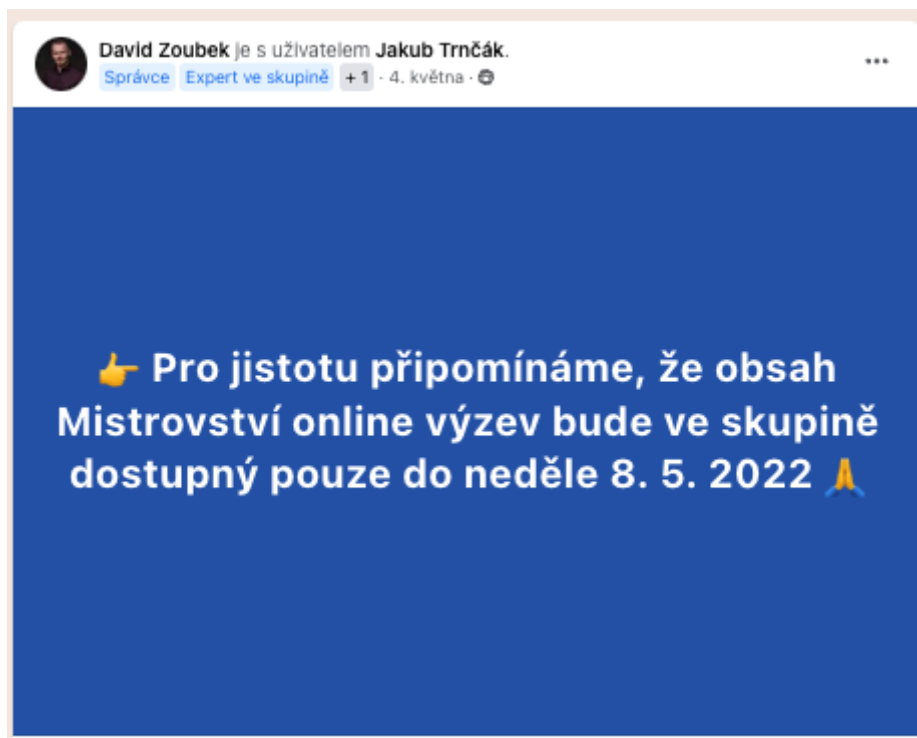 David Zoubek je s uživatelem Jakub Trnčák.
Správce Expert ve skupině + 1 · 4. května ·
👉 Pro jistotu připomínáme, že obsah
Mistrovství online výzev bude ve skupině
dostupný pouze do neděle 8. 5. 2022 🙏